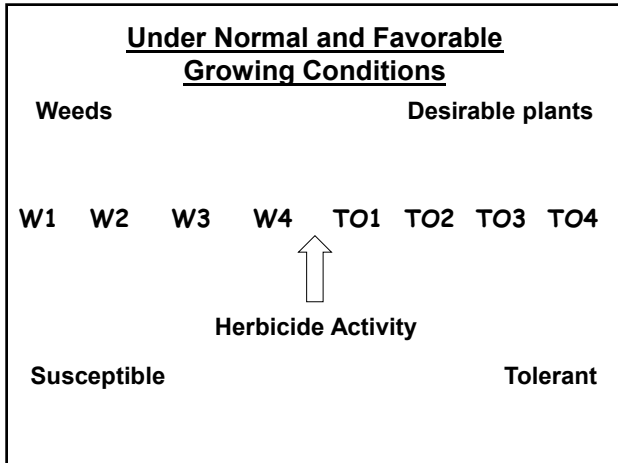 Under Normal and Favorable
Growing Conditions
Weeds Desirable plants
W1 W2 W3 W4 TO1 TO2 TO3 TO4
Herbicide Activity
Susceptible Tolerant